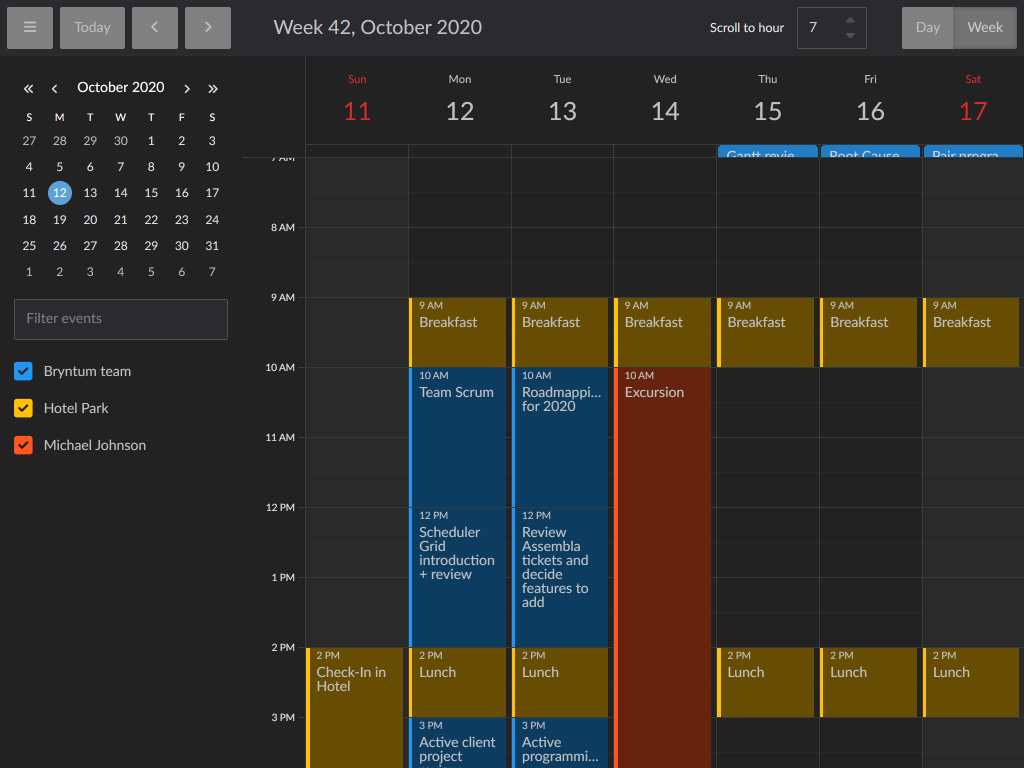 Today
Week 42, October 2020
Scroll to hour
7
Day
Week
October 2020
S M T W T F S
27 28 29 30 1 2 3
4 5 6 7 8 9 10
11 12 13 14 15 16 17
18 19 20 21 22 23 24
25 26 27 28 29 30 31
1 2 3 4 5 6 7
Filter events
Bryntum team
Hotel Park
Michael Johnson
Sun Mon Tue Wed Thu Fri Sat
11 12 13 14 15 16 17
Gantt revie
Root Cause
Pair progra
7 AM
8 AM
9 AM
10 AM
11 AM
12 PM
1 PM
2 PM
3 PM
2 PM
Check-In in
Hotel
9 AM
Breakfast
10 AM
Team Scrum
12 PM
Scheduler
Grid
introduction
+ review
2 PM
Lunch
3 PM
Active client
project
9 AM
Breakfast
10 AM
Roadmappi...
for 2020
12 PM
Review
Assembla
tickets and
decide
features to
add
2 PM
Lunch
3 PM
Active
programmi...
9 AM
Breakfast
10 AM
Excursion
9 AM
Breakfast
2 PM
Lunch
9 AM
Breakfast
2 PM
Lunch
9 AM
Breakfast
2 PM
Lunch